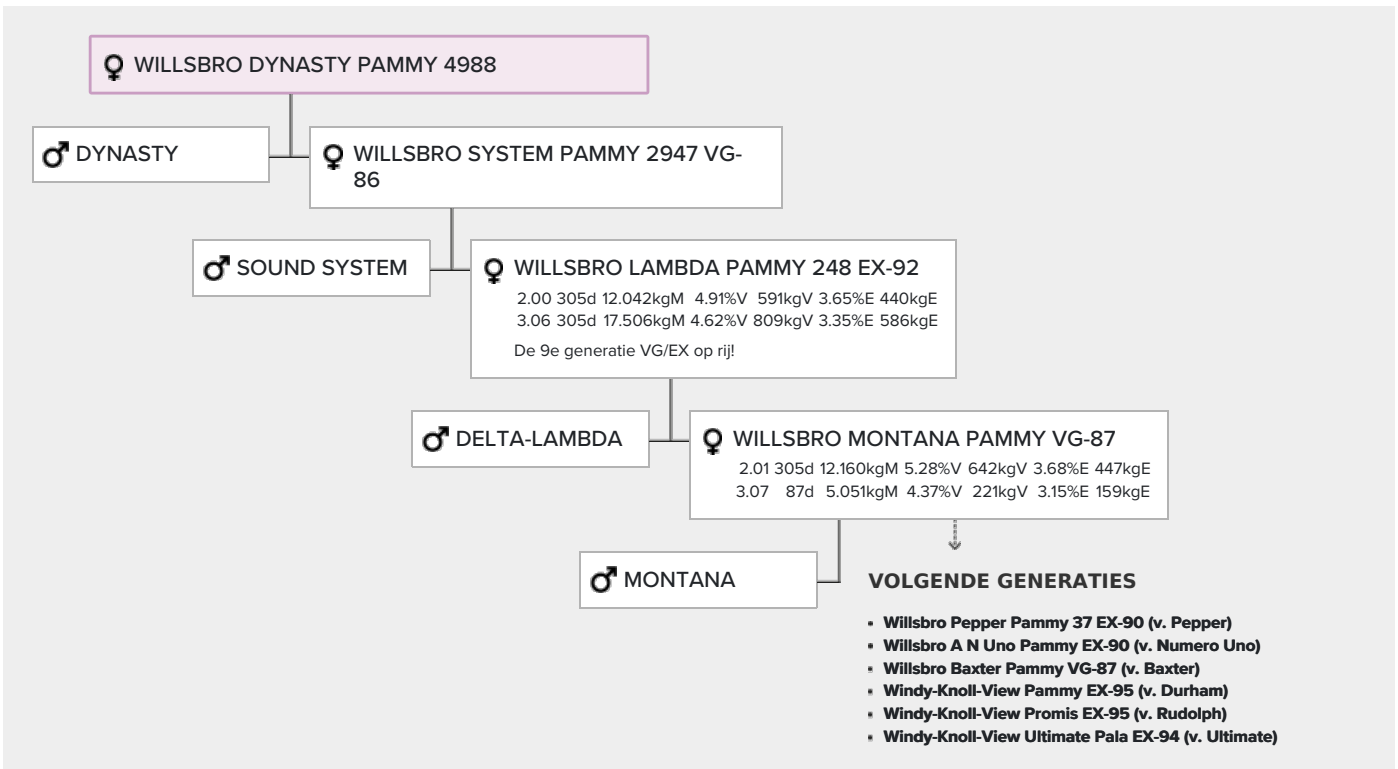 WILLSBRO DYNASTY PAMMY 4988
DYNASTY
WILLSBRO SYSTEM PAMMY 2947 VG-
86
SOUND SYSTEM
WILLSBRO LAMBDA PAMMY 248 EX-92
2.00 305d 12.042kgM 4.91%V 591kgV 3.65%E 440kgE
3.06 305d 17.506kgM 4.62%V 809kgV 3.35%E 586kgE
De 9e generatie VG/EX op rij!
DELTA-LAMBDA
WILLSBRO MONTANA PAMMY VG-87
2.01 305d 12.160kgM 5.28%V 642kgV 3.68%E 447kgE
3.07 87d 5.051kgM 4.37%V 221kgV 3.15%E 159kgE
MONTANA
VOLGENDE GENERATIES
Willsbro Pepper Pammy 37 EX-90 (v. Pepper)
Willsbro A N Uno Pammy EX-90 (v. Numero Uno)
Willsbro Baxter Pammy VG-87 (v. Baxter)
Windy-Knoll-View Pammy EX-95 (v. Durham)
Windy-Knoll-View Promis EX-95 (v. Rudolph)
Windy-Knoll-View Ultimate Pala EX-94 (v. Ultimate)